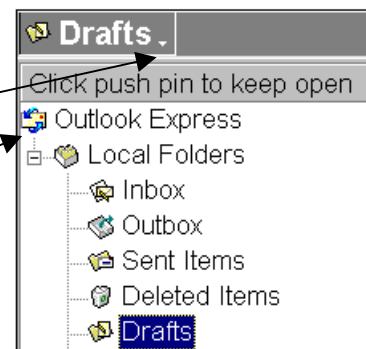 Drafts
Click push pin to keep open
Outlook Express
Local Folders
Inbox
Outbox
Sent Items
Deleted Items
Drafts